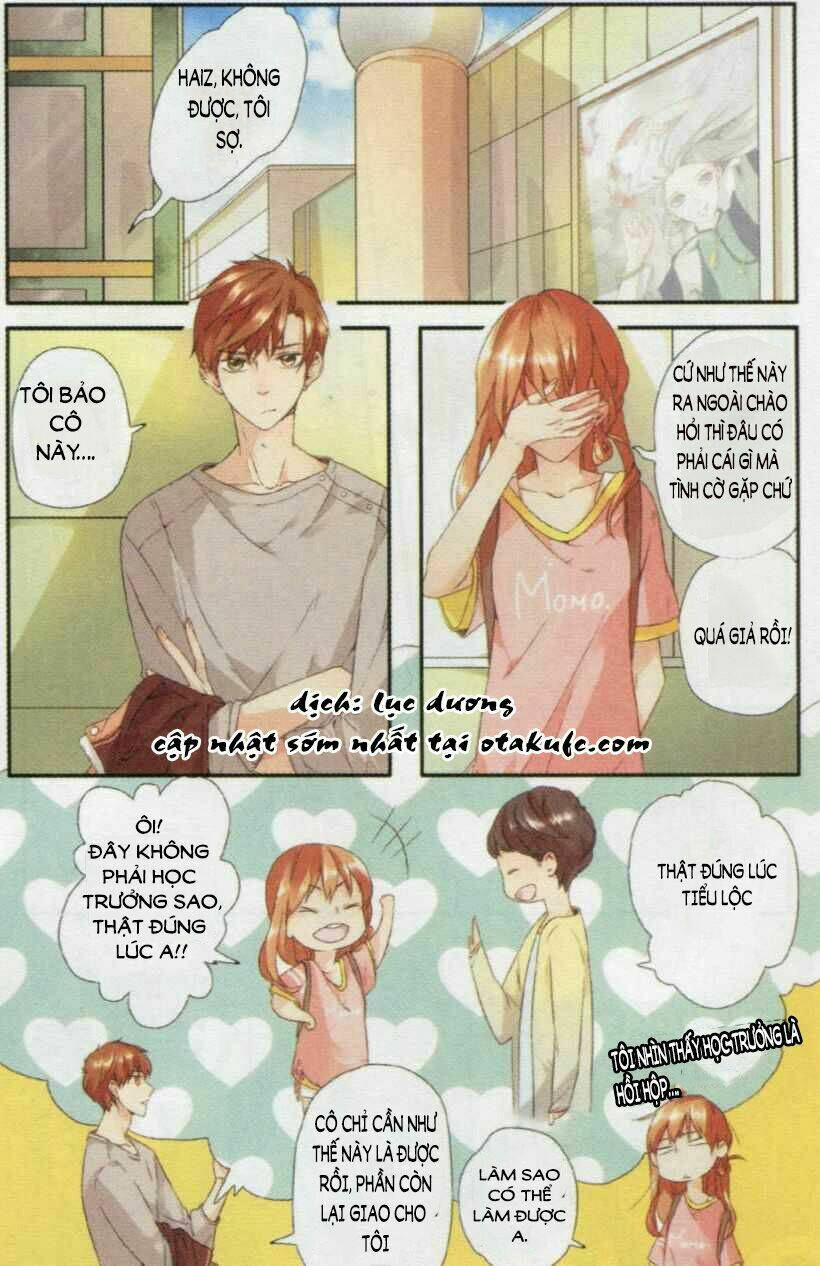 HAIZ, KHÔNG
ĐƯỢC, TÔI
SỢ.
TÔI BẢO
CÔ
NÀY....
CỨ NHƯ THẾ NÀY
RA NGOÀI CHÀO
HỎI THÌ ĐÂU CÓ
PHẢI CÁI GÌ MÀ
TÌNH CỜ GẶP CHỨ
MOMO.
QUÁ GIẢ RỒI!
dịch: lục dương
cập nhật sớm nhất tại otakufc.com
ÔI!
ĐÂY KHÔNG
PHẢI HỌC
TRƯỞNG SAO,
THẬT ĐÚNG
LÚC A!!
THẬT ĐÚNG LÚC
TIỂU LỘC
TÔI NHÌN THẤY HỌC TRƯỞNG LÀ
HỒI HỘP....
CÔ CHỈ CẦN NHƯ
THẾ NÀY LÀ ĐƯỢC
RỒI, PHẦN CÒN
LẠI GIAO CHO
TÔI
LÀM SAO
CÓ THỂ
LÀM ĐƯỢC
A.
MOMO.